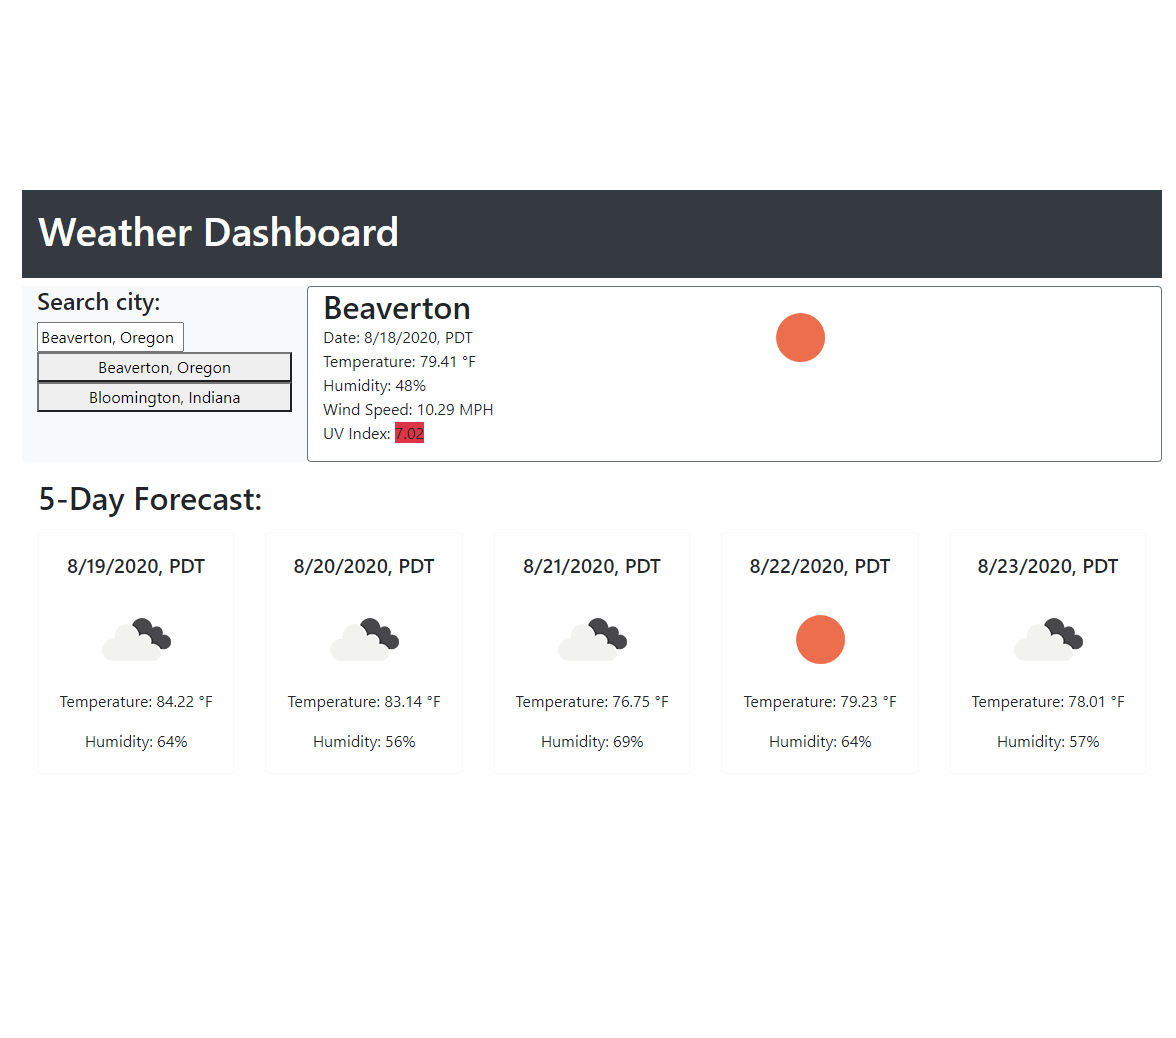 Weather Dashboard
Search city:
Beaverton, Oregon
Beaverton, Oregon
Bloomington, Indiana
Beaverton
Date: 8/18/2020, PDT
Temperature: 79.41 °F
Humidity: 48%
Wind Speed: 10.29 MPH
UV Index: 7.02
5-Day Forecast:
8/19/2020, PDT
Temperature: 84.22 °F
Humidity: 64%
8/20/2020, PDT
Temperature: 83.14 °F
Humidity: 56%
8/21/2020, PDT
Temperature: 76.75 °F
Humidity: 69%
8/22/2020, PDT
Temperature: 79.23 °F
Humidity: 64%
8/23/2020, PDT
Temperature: 78.01 °F
Humidity: 57%